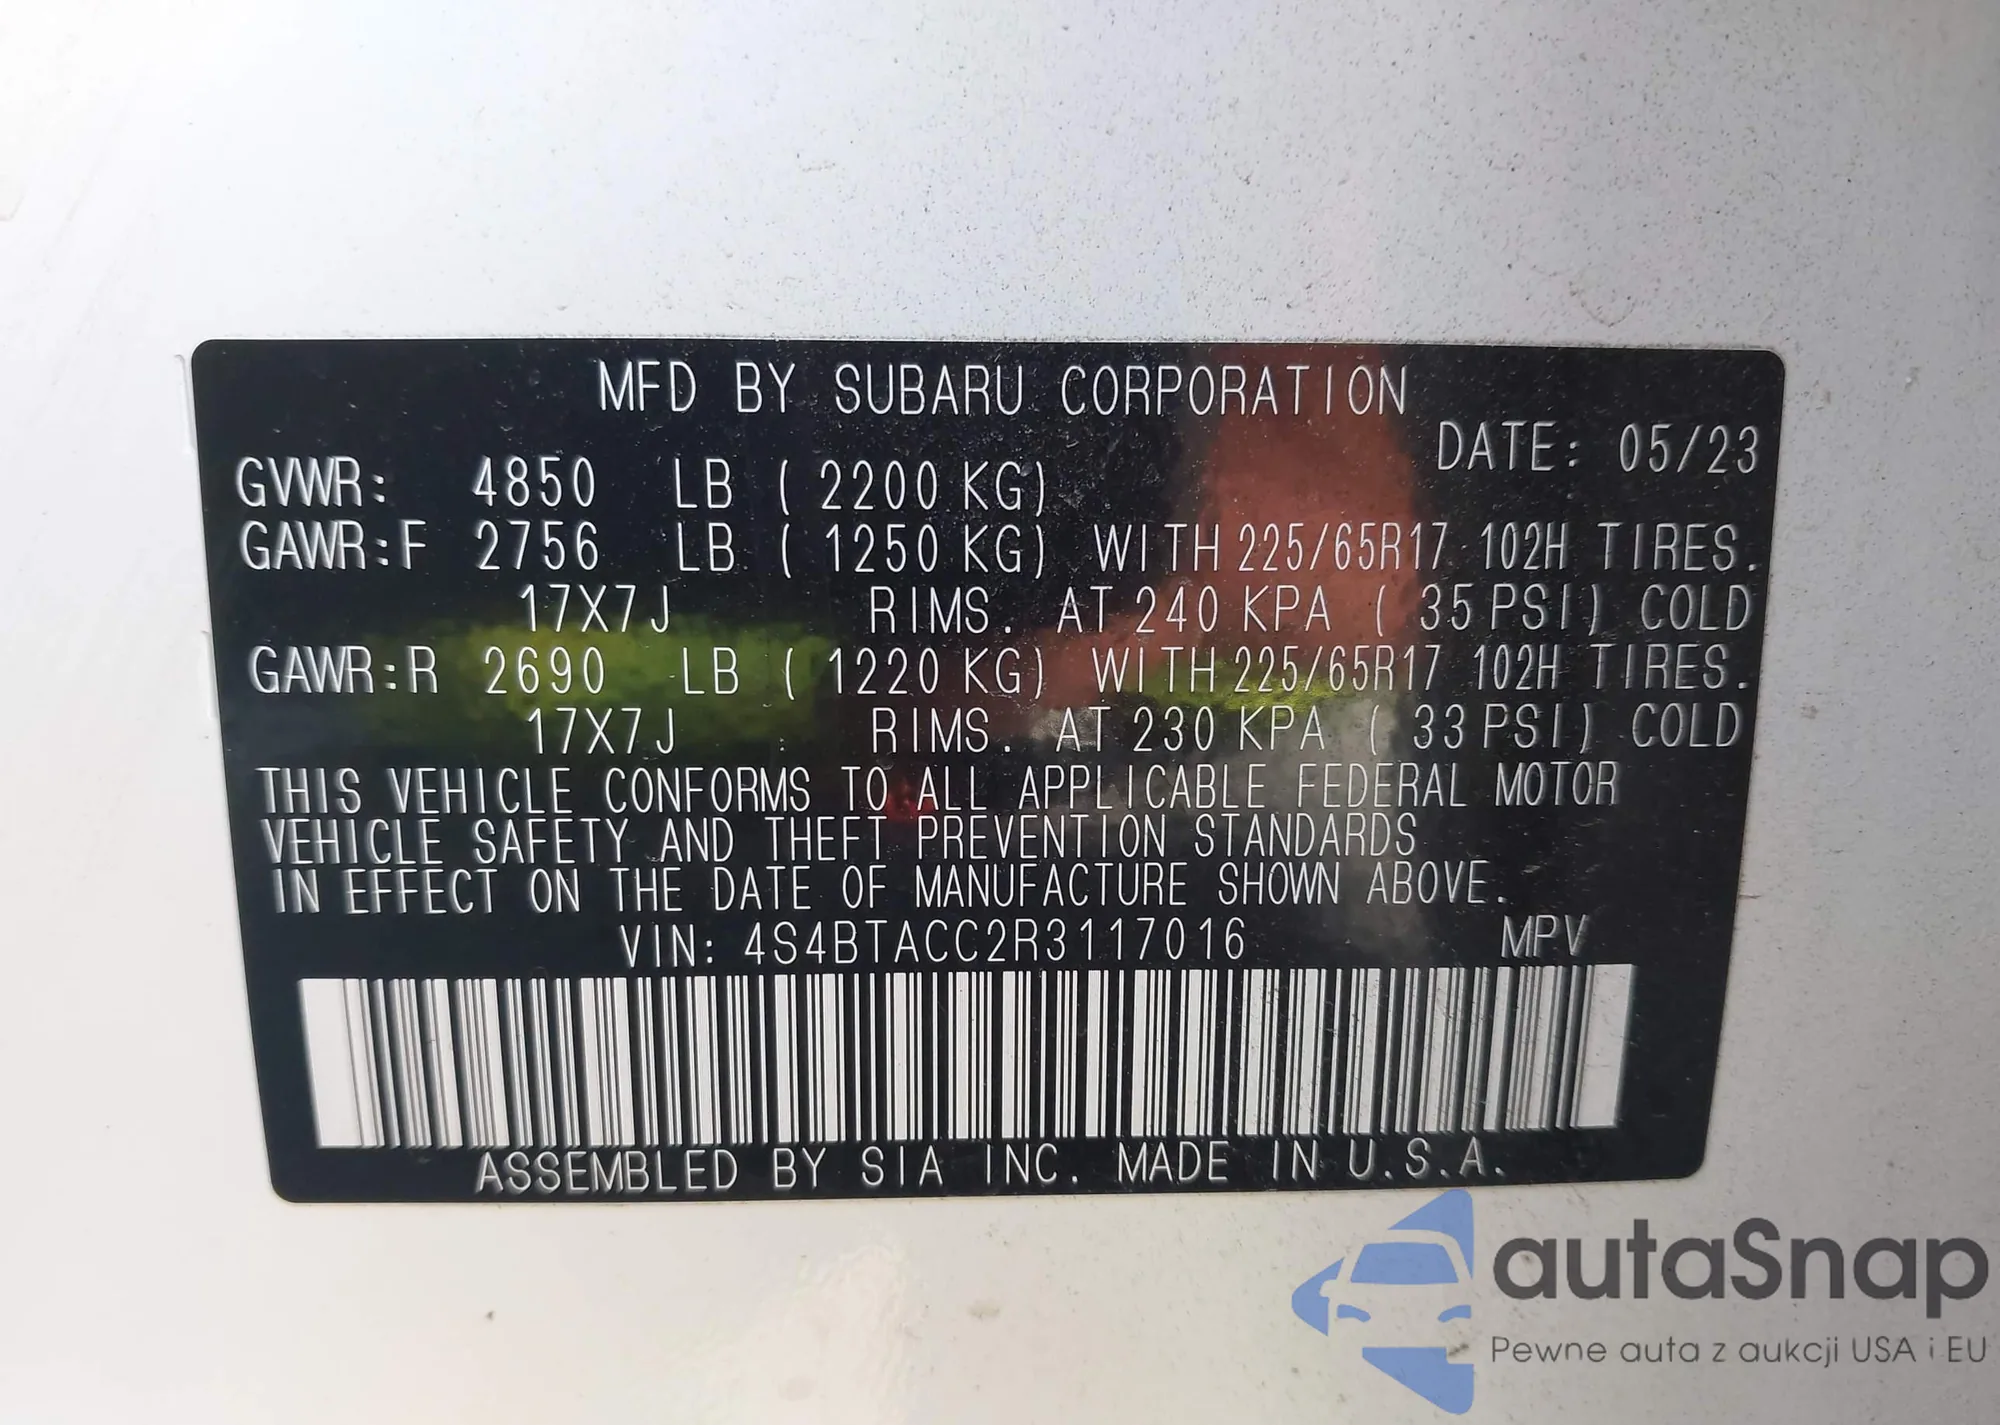 MFD BY SUBARU CORPORATION
DATE: 05/23
GVWR: 4850 LB ( 2200 KG)
GAWR:F 2756 LB ( 1250 KG) WITH 225/65R17 102H TIRES.
17X7J RIMS. AT 240 KPA ( 35 PSI) COLD
GAWR:R 2690 LB ( 1220 KG) WITH 225/65R17 102H TIRES.
17X7J RIMS. AT 230 KPA ( 33 PSI) COLD
THIS VEHICLE CONFORMS TO ALL APPLICABLE FEDERAL MOTOR
VEHICLE SAFETY AND THEFT PREVENTION STANDARDS
IN EFFECT ON THE DATE OF MANUFACTURE SHOWN ABOVE.
VIN: 4S4BTACC2R3117016 MPV
ASSEMBLED BY SIA INC. MADE IN U.S.A.
autaSnap
Pewne auta z aukcji USA i EU